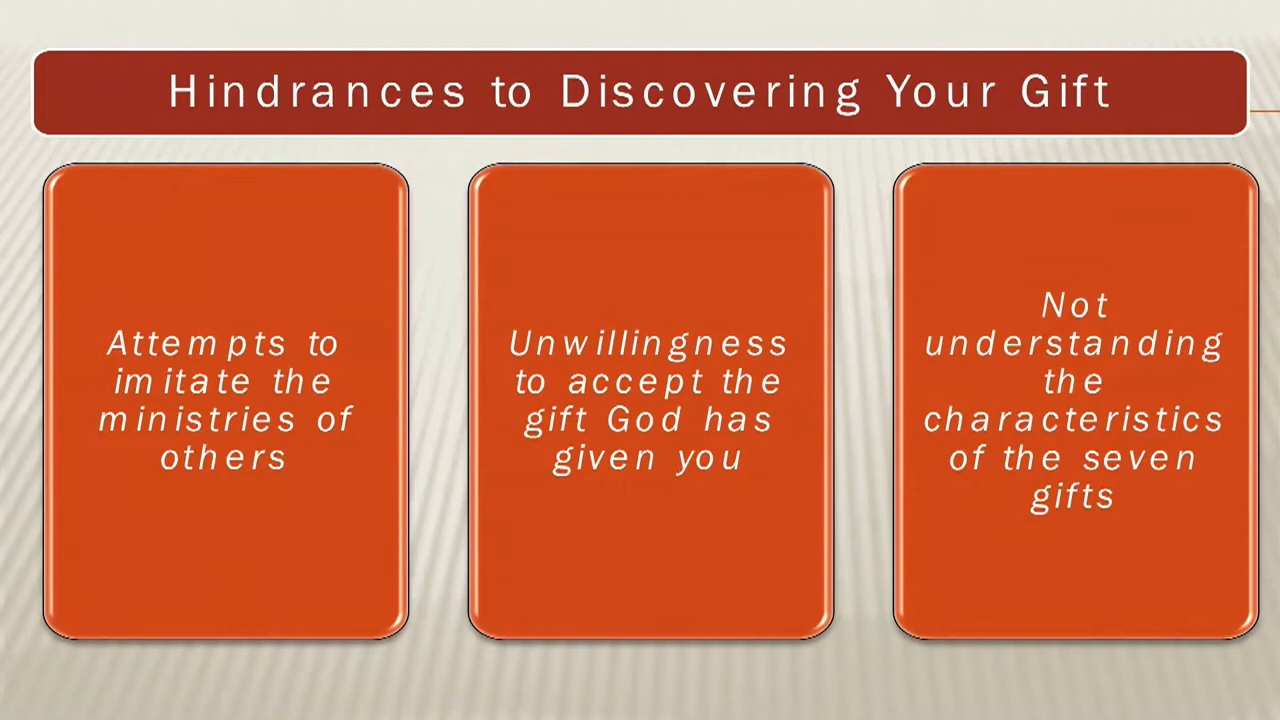 Hindrances to Discovering Your Gift
Attempts to
imitate the
ministries of
others
Unwillingness
to accept the
gift God has
given you
Not
understanding
the
characteristics
of the seven
gifts